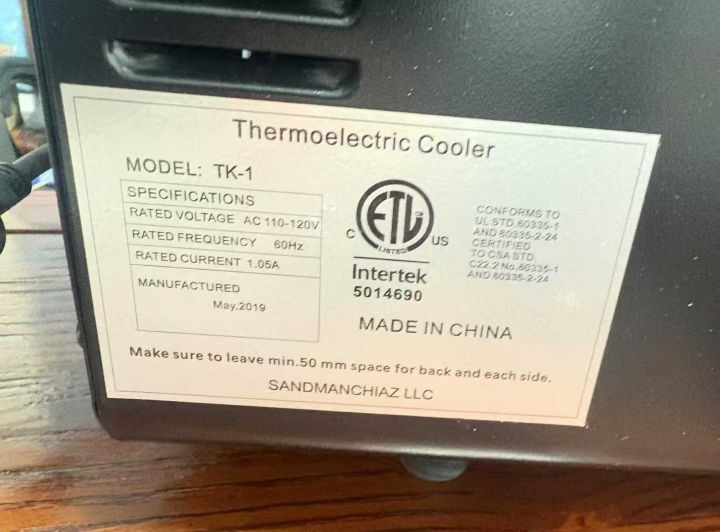 Thermoelectric Cooler
MODEL: TK-1
SPECIFICATIONS
RATED VOLTAGE AC 110-120V
RATED FREQUENCY 60Hz
RATED CURRENT 1.05A
MANUFACTURED
May.2019
ETL CM
LISTED
C US
Intertek
5014690
CONFORMS TO
UL STD 60335-1
AND 60335-2-24
CERTIFIED
TO CSA STD
C22.2 No.60335-1
AND 60335-2-24
MADE IN CHINA
Make sure to leave min.50 mm space for back and each side.
SANDMANCHIAZ LLC